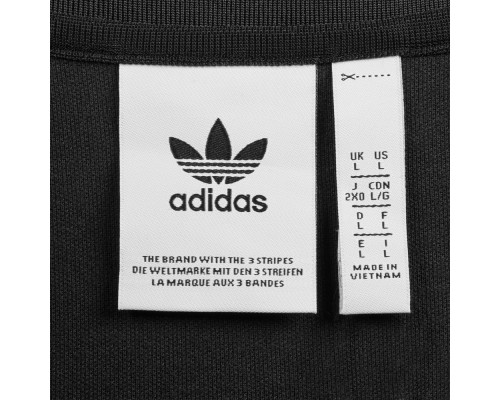 adidas
THE BRAND WITH THE 3 STRIPES
DIE WELTMARKE MIT DEN 3 STREIFEN
LA MARQUE AUX 3 BANDES
UK US
L L
J CDN
2XO L/G
D F
L L
E I
L L
MADE IN
VIETNAM